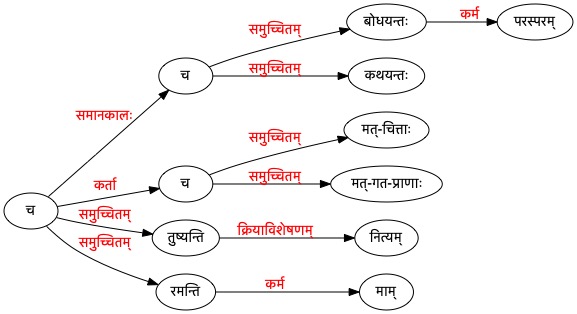 समुच्चितम्
बोधयन्तः
कर्म
परस्परम्
च
समुच्चितम्
कथयन्तः
समानकालः
समुच्चितम्
मत्-चित्ताः
च
कर्ता
च
समुच्चितम्
मत्-गत-प्राणाः
समुच्चितम्
तुष्यन्ति
क्रियाविशेषणम्
नित्यम्
समुच्चितम्
रमन्ति
कर्म
माम्